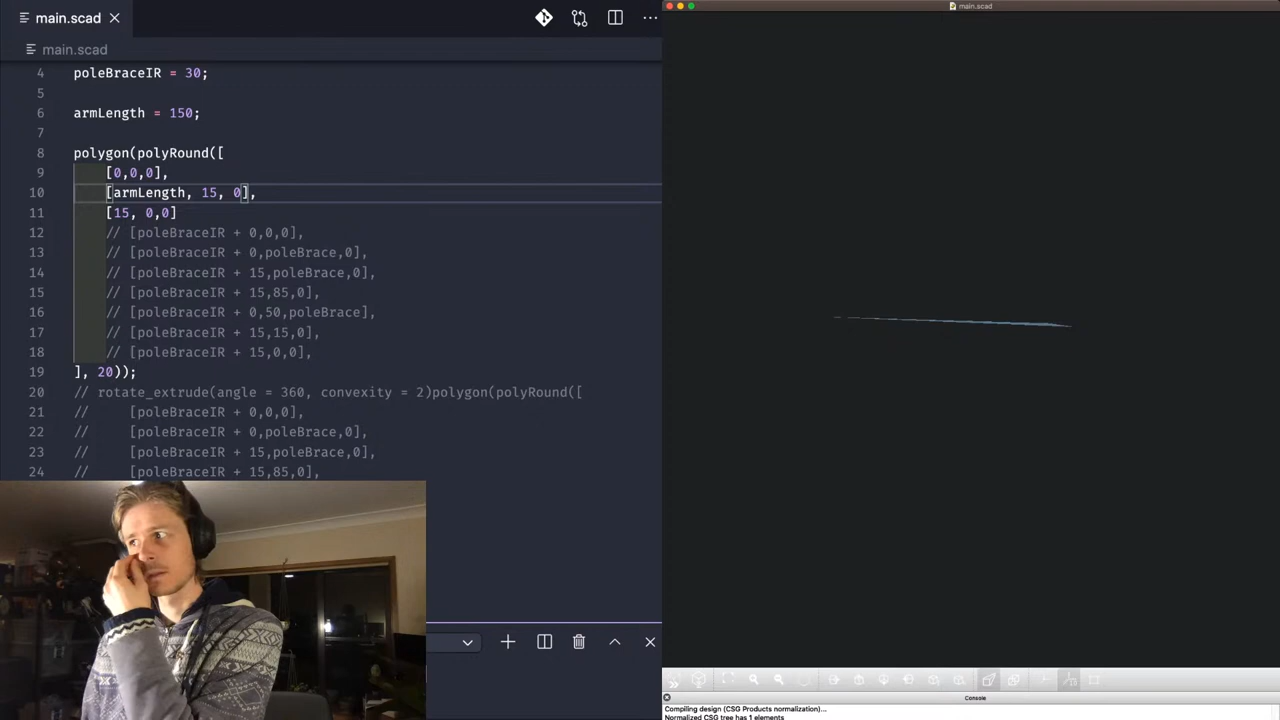 main.scad
main.scad
main.scad
4 poleBraceIR = 30;
5
6 armLength = 150;
7
8 polygon(polyRound([
9 [0,0,0],
10 [armLength, 15, 0],
11 [15, 0,0]
12 // [poleBraceIR + 0,0,0],
13 // [poleBraceIR + 0,poleBrace,0],
14 // [poleBraceIR + 15,poleBrace,0],
15 // [poleBraceIR + 15,85,0],
16 // [poleBraceIR + 0,50,poleBrace],
17 // [poleBraceIR + 15,15,0],
18 // [poleBraceIR + 15,0,0],
19 ], 20));
20 // rotate_extrude(angle = 360, convexity = 2)polygon(polyRound([
21 // [poleBraceIR + 0,0,0],
22 // [poleBraceIR + 0,poleBrace,0],
23 // [poleBraceIR + 15,poleBrace,0],
24 // [poleBraceIR + 15,85,0],
Console
Compiling design (CSG Products normalization)...
Normalized CSG tree has 1 elements